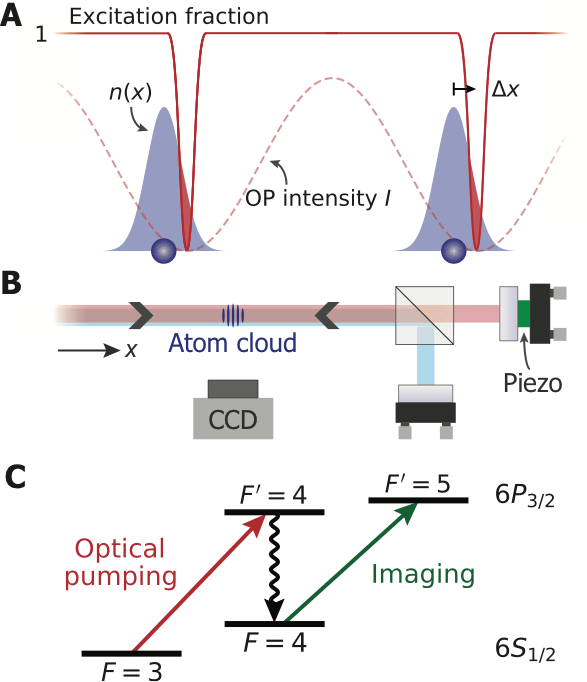 A
Excitation fraction
1
n(x)
Δx
OP intensity I
B
Atom cloud
x
Piezo
CCD
C
F′ = 4
F′ = 5
6P3/2
Optical
pumping
Imaging
F = 4
F = 3
6S1/2